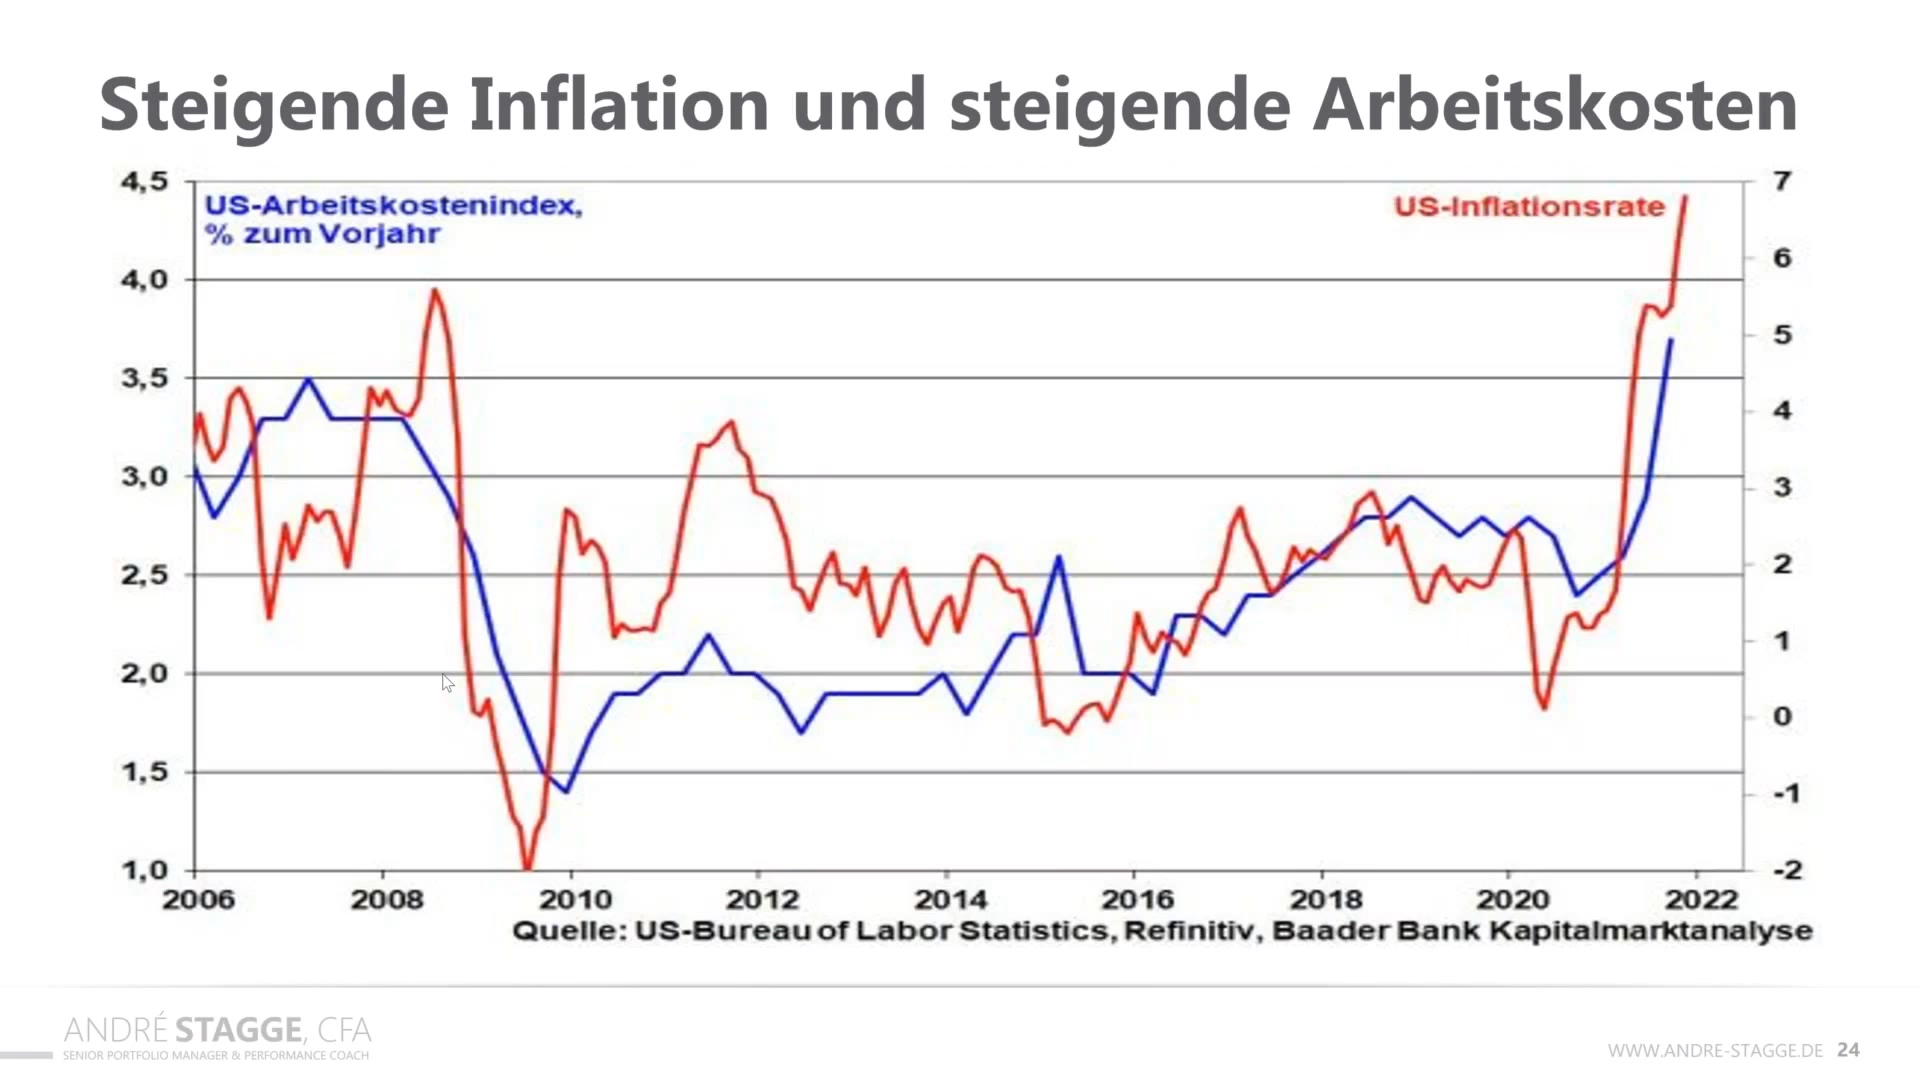 Steigende Inflation und steigende Arbeitskosten
US-Arbeitskostenindex,
% zum Vorjahr
US-Inflationsrate
4,5
4,0
3,5
3,0
2,5
2,0
1,5
1,0
7
6
5
4
3
2
1
0
-1
-2
2006 2008 2010 2012 2014 2016 2018 2020 2022
Quelle: US-Bureau of Labor Statistics, Refinitiv, Baader Bank Kapitalmarktanalyse
ANDRÉ STAGGE, CFA
SENIOR PORTFOLIO MANAGER & PERFORMANCE COACH
WWW.ANDRE-STAGGE.DE 24